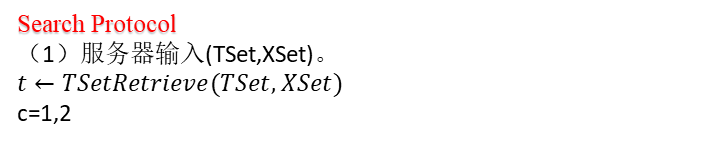 Search Protocol
（1）服务器输入(TSet,XSet)。
t ← TSetRetrieve(TSet, XSet)
c=1,2